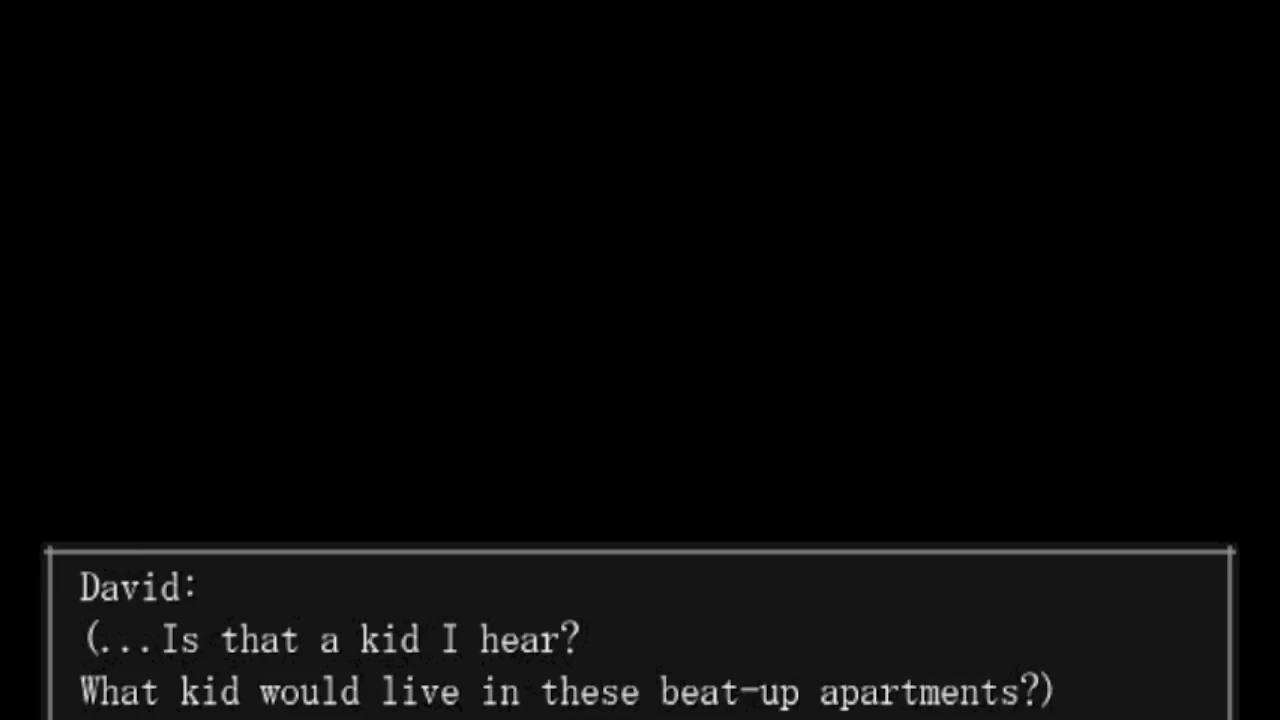 David:
(...Is that a kid I hear?
What kid would live in these beat-up apartments?)